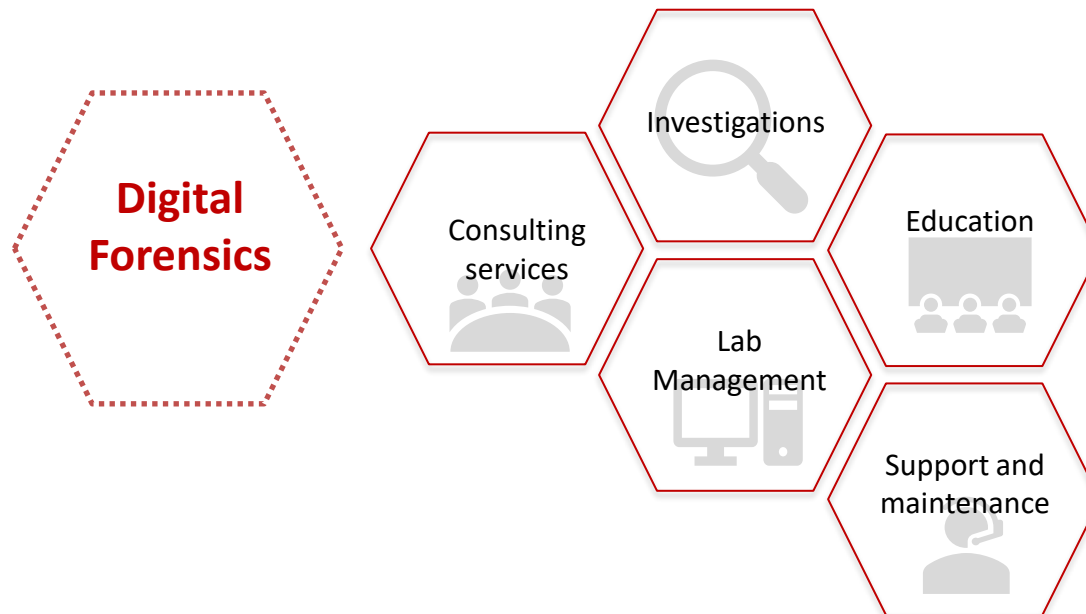 Digital
Forensics
Investigations
Consulting
services
Education
Lab
Management
Support and
maintenance